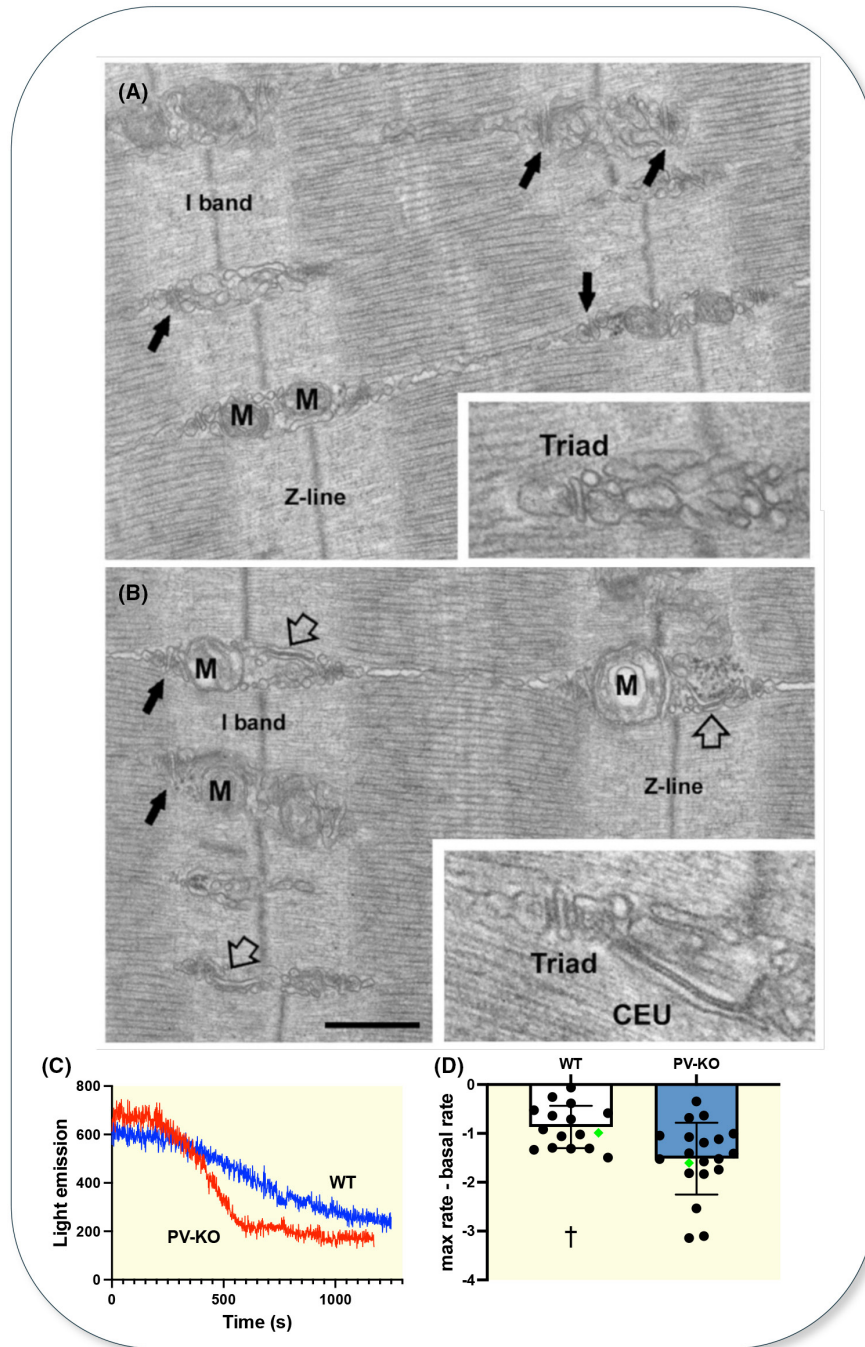 (A)
I band
M M
Z-line
Triad
(B)
M
M
I band
M
Z-line
Triad
CEU
(C)
800
600
400
200
0
Light emission
WT
PV-KO
0 500 1000
Time (s)
(D)
WT PV-KO
0
-1
-2
-3
-4
max rate - basal rate
†